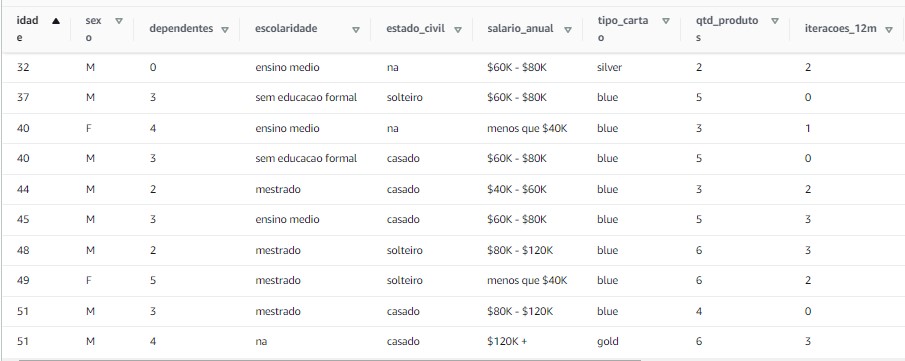 idade sexo dependentes escolaridade estado_civil salario_anual tipo_cartao qtd_produtos iteracoes_12m
32 M 0 ensino medio na $60K - $80K silver 2 2
37 M 3 sem educacao formal solteiro $60K - $80K blue 5 0
40 F 4 ensino medio na menos que $40K blue 3 1
40 M 3 sem educacao formal casado $60K - $80K blue 5 0
44 M 2 mestrado casado $40K - $60K blue 3 2
45 M 3 ensino medio casado $60K - $80K blue 5 3
48 M 2 mestrado solteiro $80K - $120K blue 6 3
49 F 5 mestrado solteiro menos que $40K blue 6 2
51 M 3 mestrado casado $80K - $120K blue 4 0
51 M 4 na casado $120K + gold 6 3